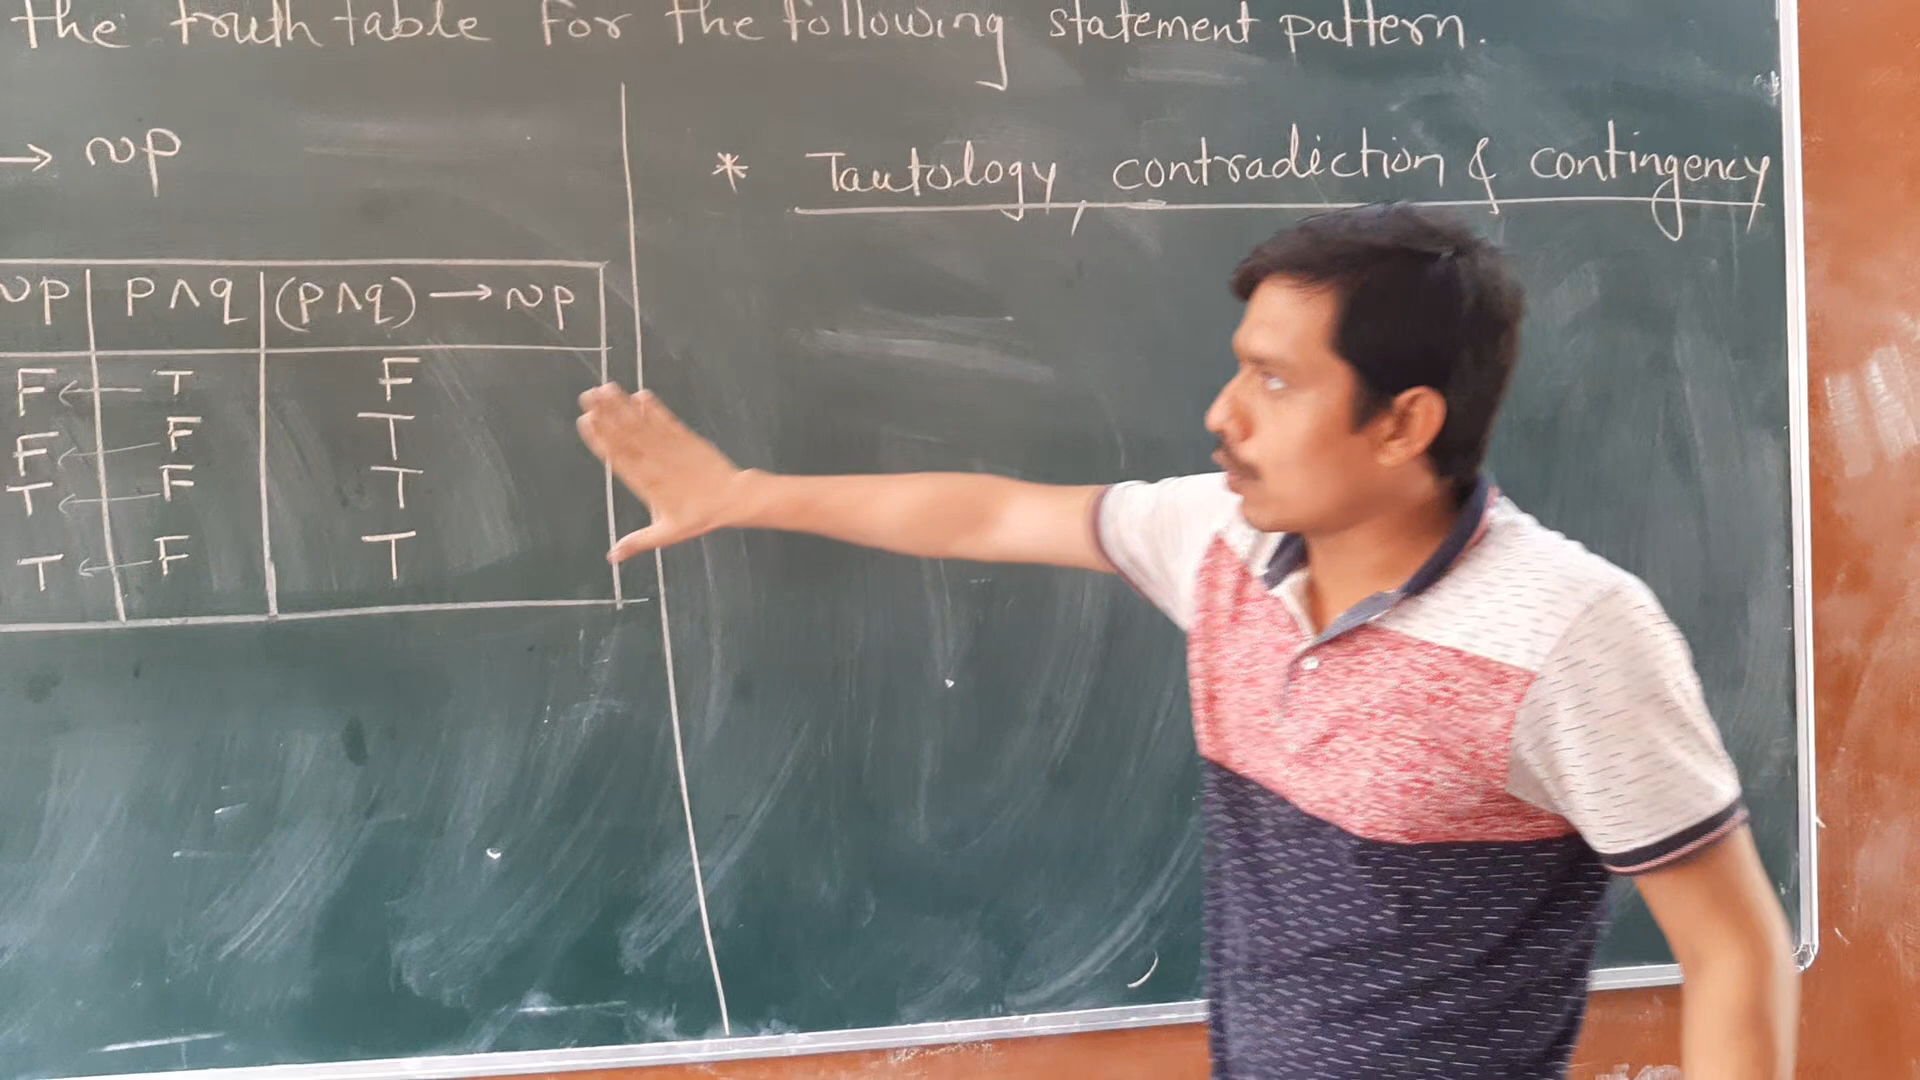 the truth table for the following statement pattern.
→ ~p
* Tautology, contradiction & contingency
~p | p∧q | (p∧q) → ~p
F ← T F
F ← F T
T ← F T
T ← F T